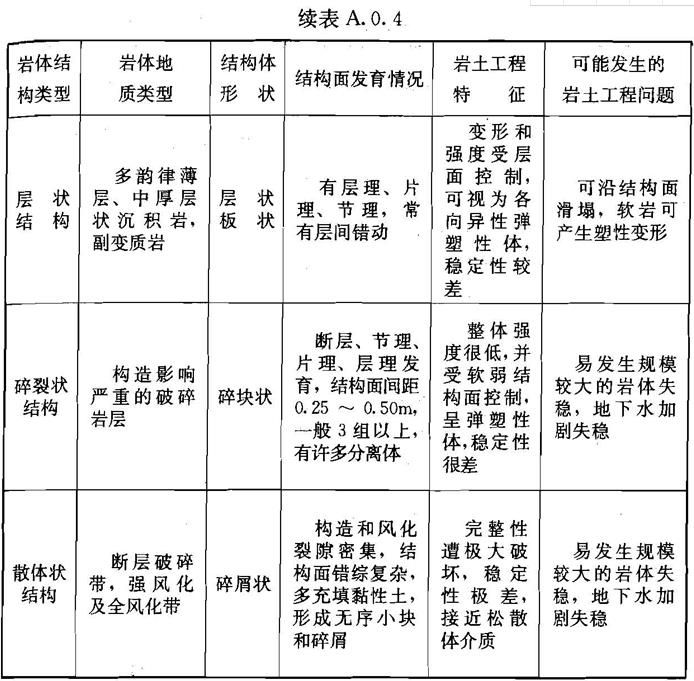 续表 A.0.4
岩体结
构类型
岩体地
质类型
结构体
形 状
结构面发育情况
岩土工程
特 征
可能发生的
岩土工程问题
层 状
结 构
多韵律薄
层、中厚层
状沉积岩，
副变质岩
层 状
板 状
有层理、片
理、节理，常
有层间错动
变形和
强度受层
面控制，
可视为各
向异性弹
塑性体，
稳定性较
差
可沿结构面
滑塌，软岩可
产生塑性变形
碎裂状
结构
构造影响
严重的破碎
岩层
碎块状
断层、节理、
片理、层理发
育，结构面间距
0.25～0.50m，
一般3组以上，
有许多分离体
整体强
度很低，并
受软弱结
构面控制，
呈弹塑性
体，稳定性
很差
易发生规模
较大的岩体失
稳，地下水加
剧失稳
散体状
结构
断层破碎
带，强风化
及全风化带
碎屑状
构造和风化
裂隙密集，结
构面错综复杂，
多充填黏性土，
形成无序小块
和碎屑
完整性
遭极大破
坏，稳定
性极差，
接近松散
体介质
易发生规模
较大的岩体失
稳，地下水加
剧失稳